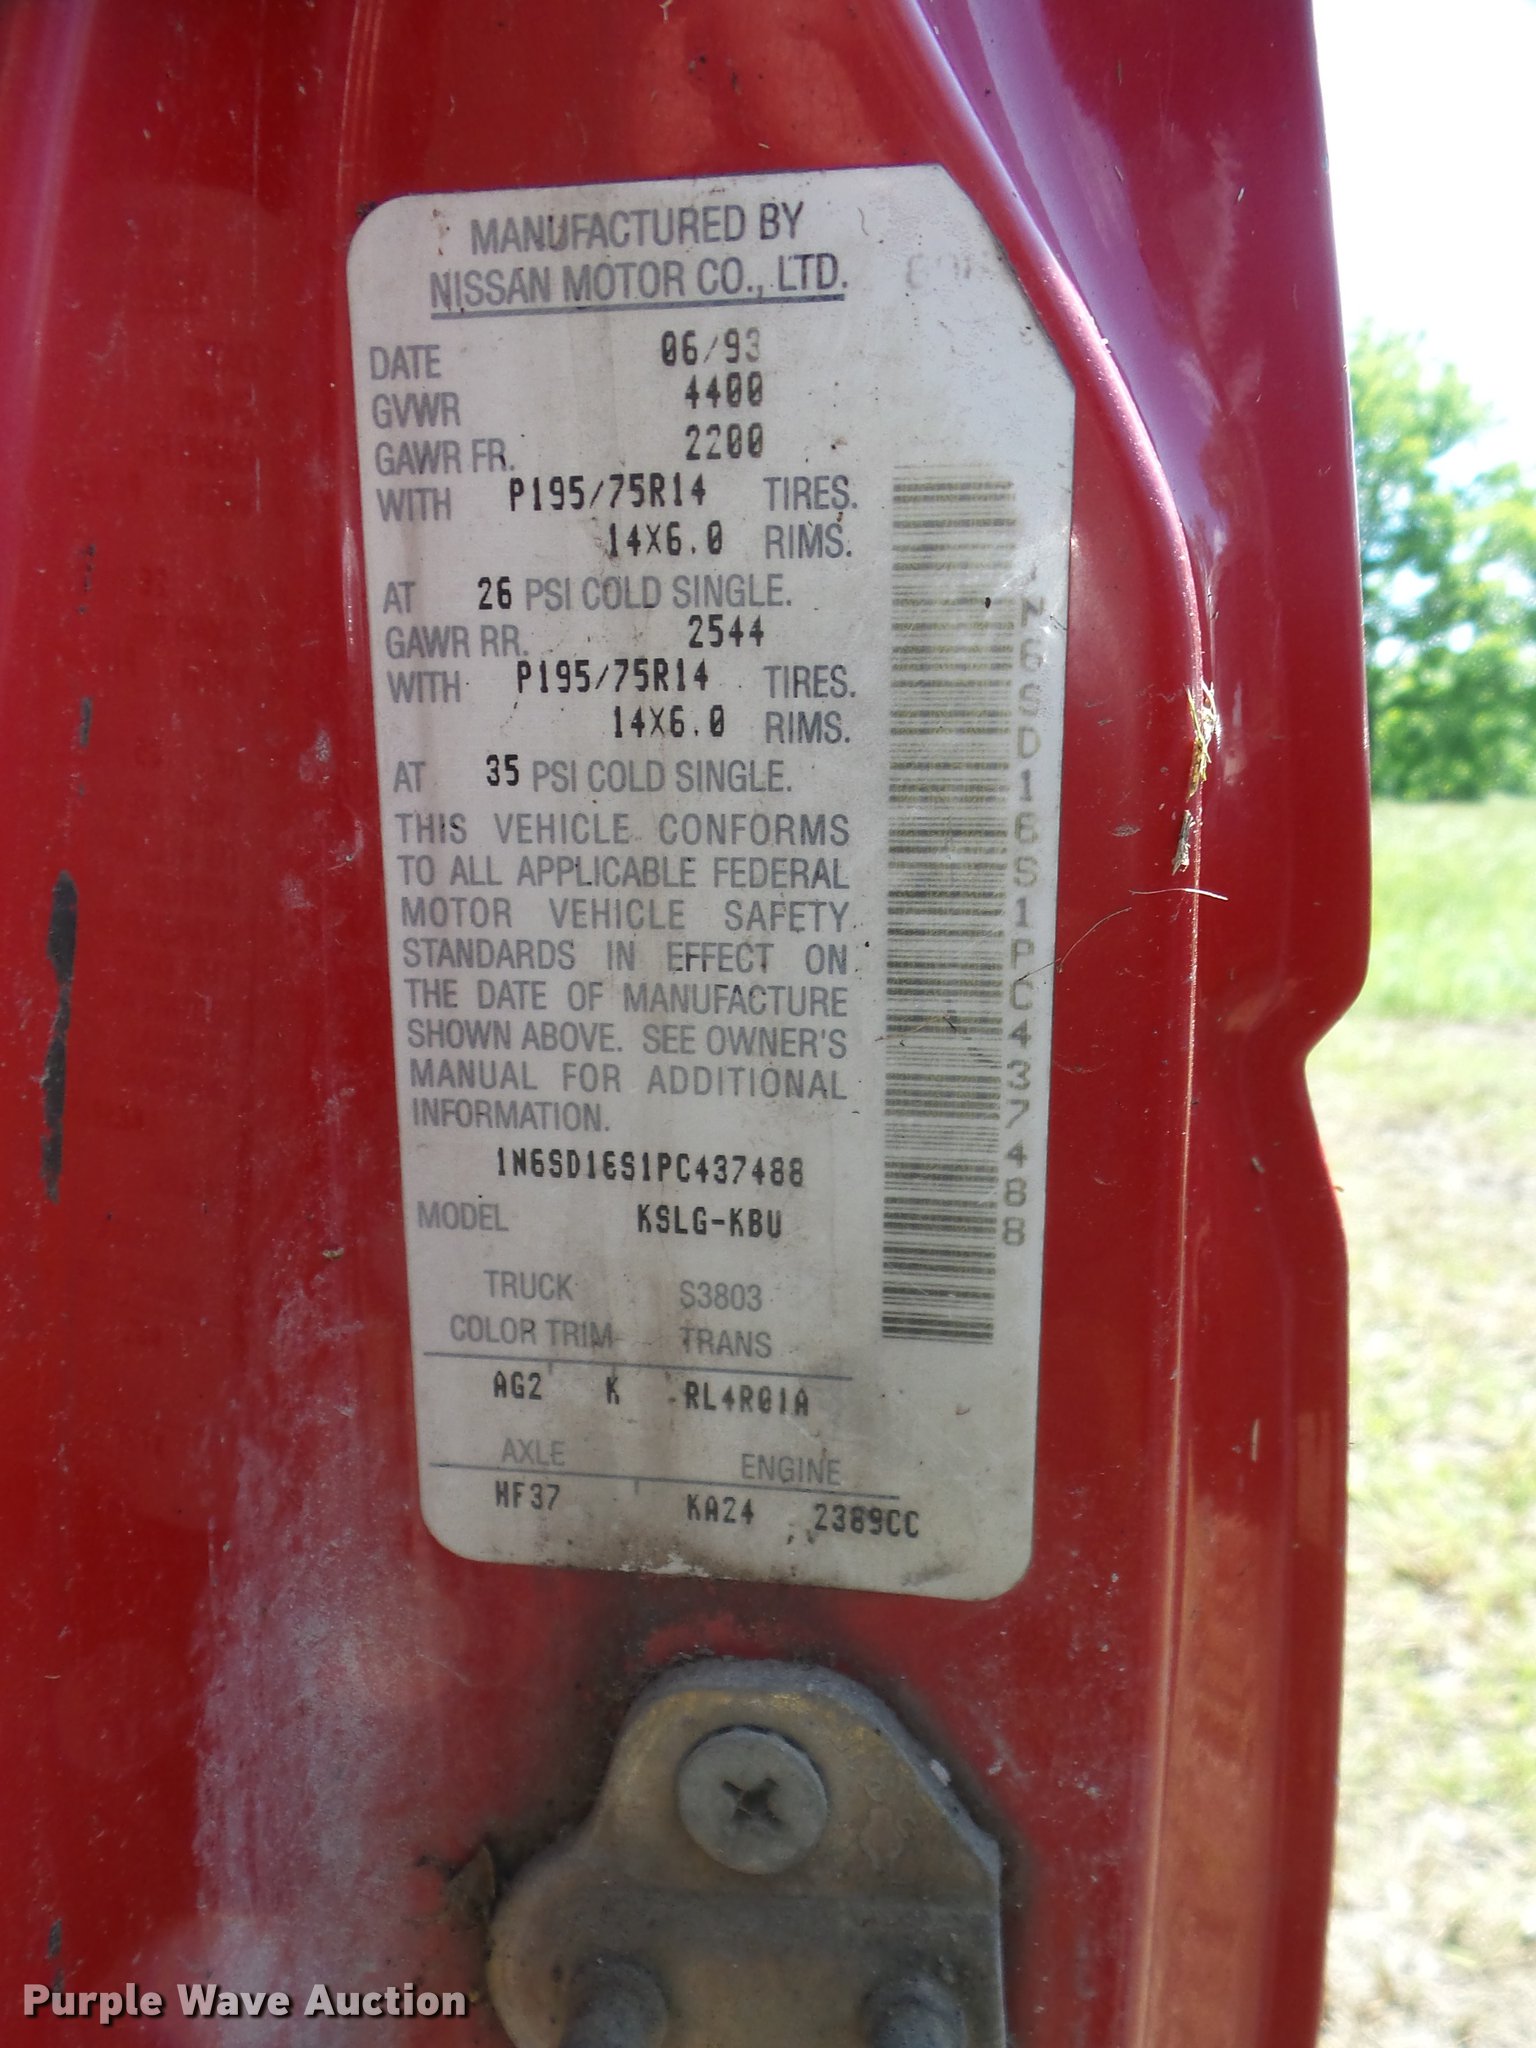 MANUFACTURED BY
NISSAN MOTOR CO., LTD.
DATE 06/93
GVWR 4400
GAWR FR. 2200
WITH P195/75R14 TIRES.
14X6.0 RIMS.
AT 26 PSI COLD SINGLE.
GAWR RR. 2544
WITH P195/75R14 TIRES.
14X6.0 RIMS.
AT 35 PSI COLD SINGLE.
THIS VEHICLE CONFORMS
TO ALL APPLICABLE FEDERAL
MOTOR VEHICLE SAFETY
STANDARDS IN EFFECT ON
THE DATE OF MANUFACTURE
SHOWN ABOVE. SEE OWNER'S
MANUAL FOR ADDITIONAL
INFORMATION.
1N6SD16S1PC437488
MODEL KSLG-KBU
TRUCK S3803
COLOR TRIM TRANS
AG2 K RL4R01A
AXLE ENGINE
HF37 KA24 2389CC
1N6SD16S1PC437488
Purple Wave Auction